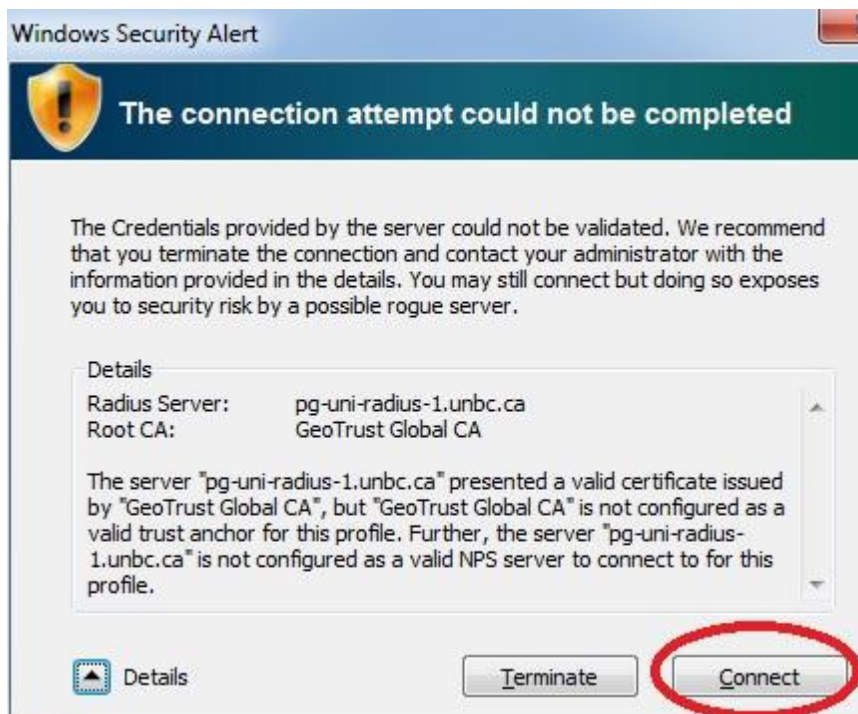 Windows Security Alert
The connection attempt could not be completed
The Credentials provided by the server could not be validated. We recommend
that you terminate the connection and contact your administrator with the
information provided in the details. You may still connect but doing so exposes
you to security risk by a possible rogue server.
Details
Radius Server: pg-uni-radius-1.unbc.ca
Root CA: GeoTrust Global CA
The server "pg-uni-radius-1.unbc.ca" presented a valid certificate issued
by "GeoTrust Global CA", but "GeoTrust Global CA" is not configured as a
valid trust anchor for this profile. Further, the server "pg-uni-radius-
1.unbc.ca" is not configured as a valid NPS server to connect to for this
profile.
Details Terminate Connect